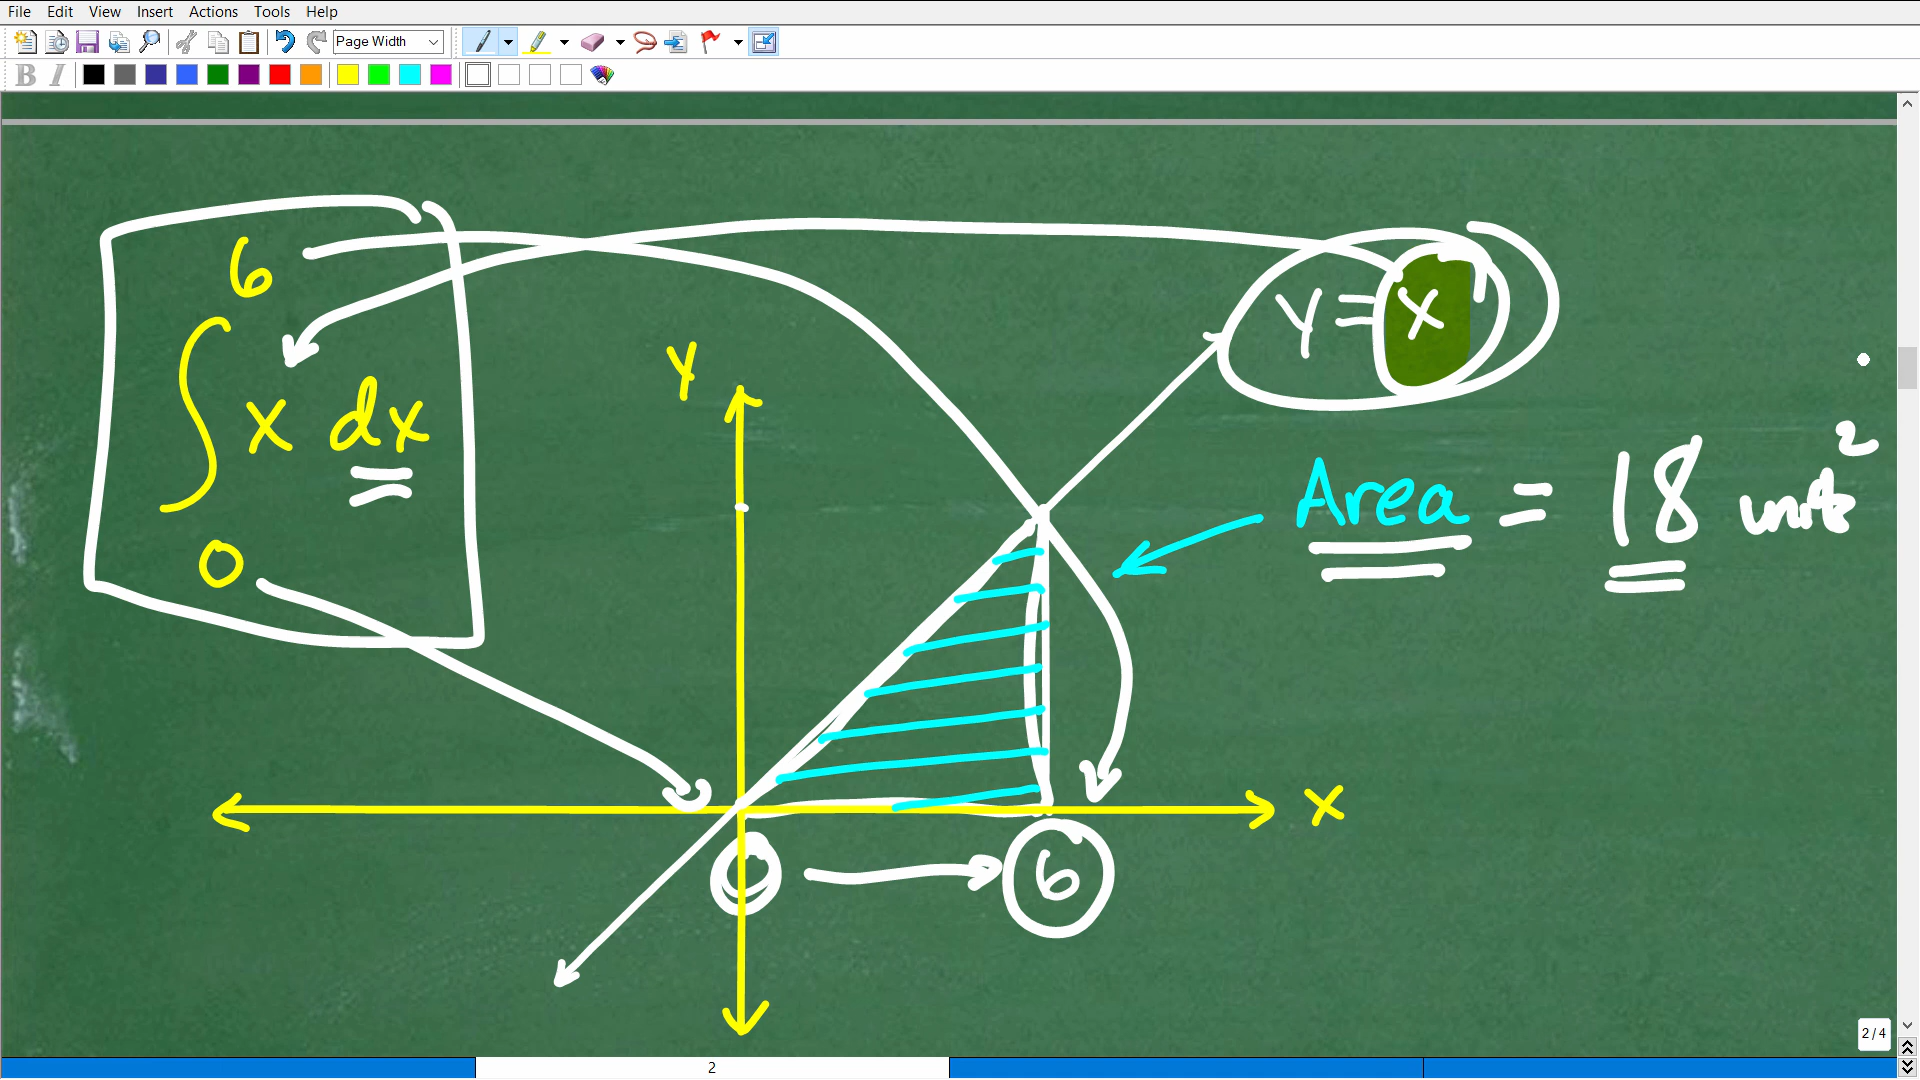 File Edit View Insert Actions Tools Help
Page Width
B I
6
∫ x dx
0
Y
Y = X
Area = 18 units²
X
0
6
2 / 4
2